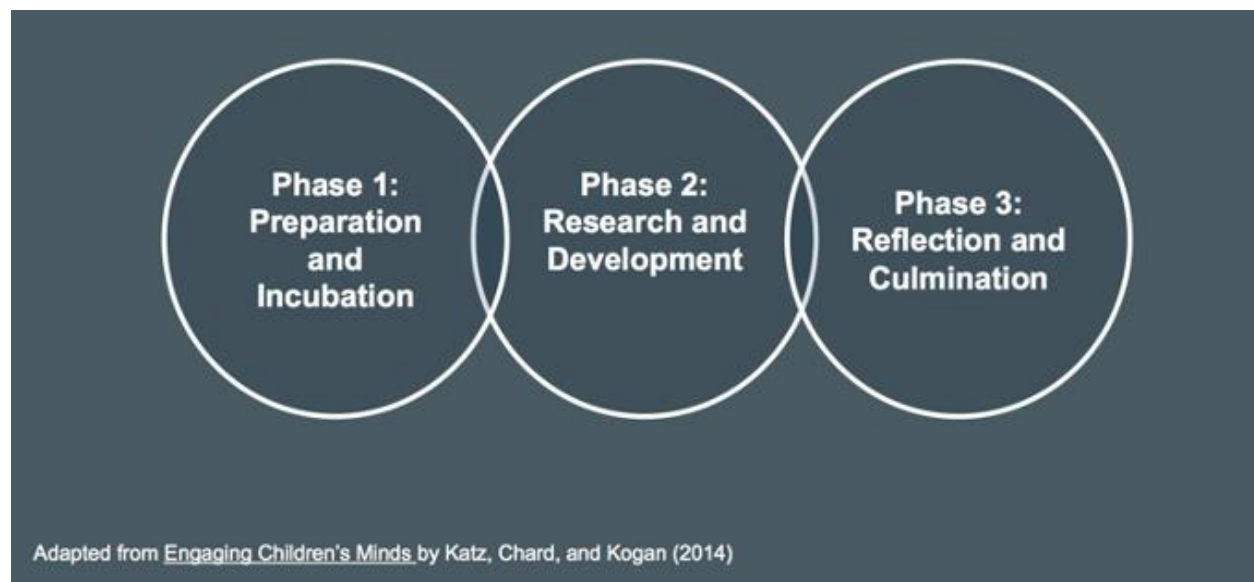 Phase 1:
Preparation
and
Incubation
Phase 2:
Research and
Development
Phase 3:
Reflection and
Culmination
Adapted from Engaging Children's Minds by Katz, Chard, and Kogan (2014)